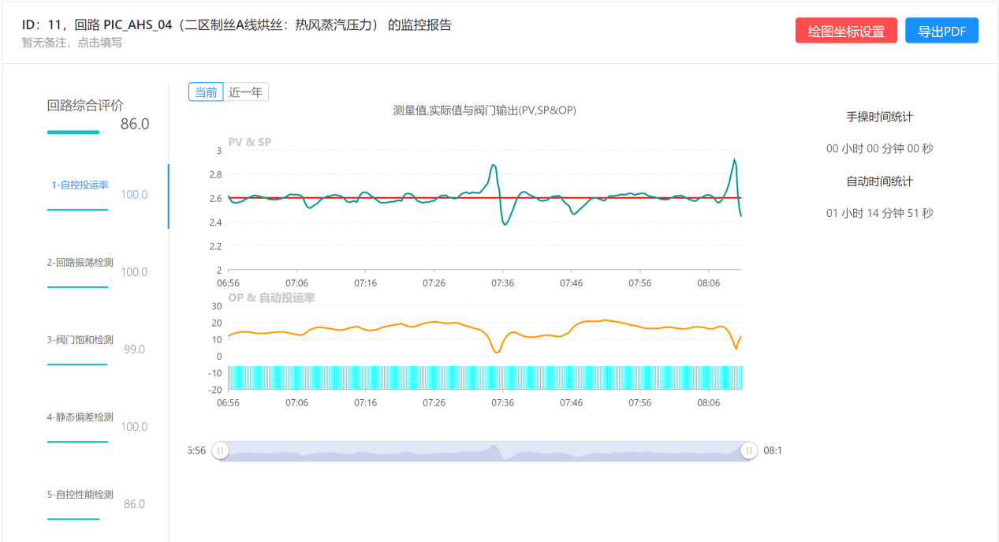 ID：11，回路 PIC_AHS_04（二区制丝A线烘丝：热风蒸汽压力） 的监控报告
暂无备注，点击填写
绘图坐标设置
导出PDF
回路综合评价
86.0
1-自控投运率
100.0
2-回路振荡检测
100.0
3-阀门饱和检测
99.0
4-静态偏差检测
100.0
5-自控性能检测
86.0
当前
近一年
测量值,实际值与阀门输出(PV,SP&OP)
PV & SP
3
2.8
2.6
2.4
2.2
2
06:56 07:06 07:16 07:26 07:36 07:46 07:56 08:06
OP & 自动投运率
30
20
10
0
-10
-20
06:56 07:06 07:16 07:26 07:36 07:46 07:56 08:06
6:56
08:1
手操时间统计
00 小时 00 分钟 00 秒
自动时间统计
01 小时 14 分钟 51 秒